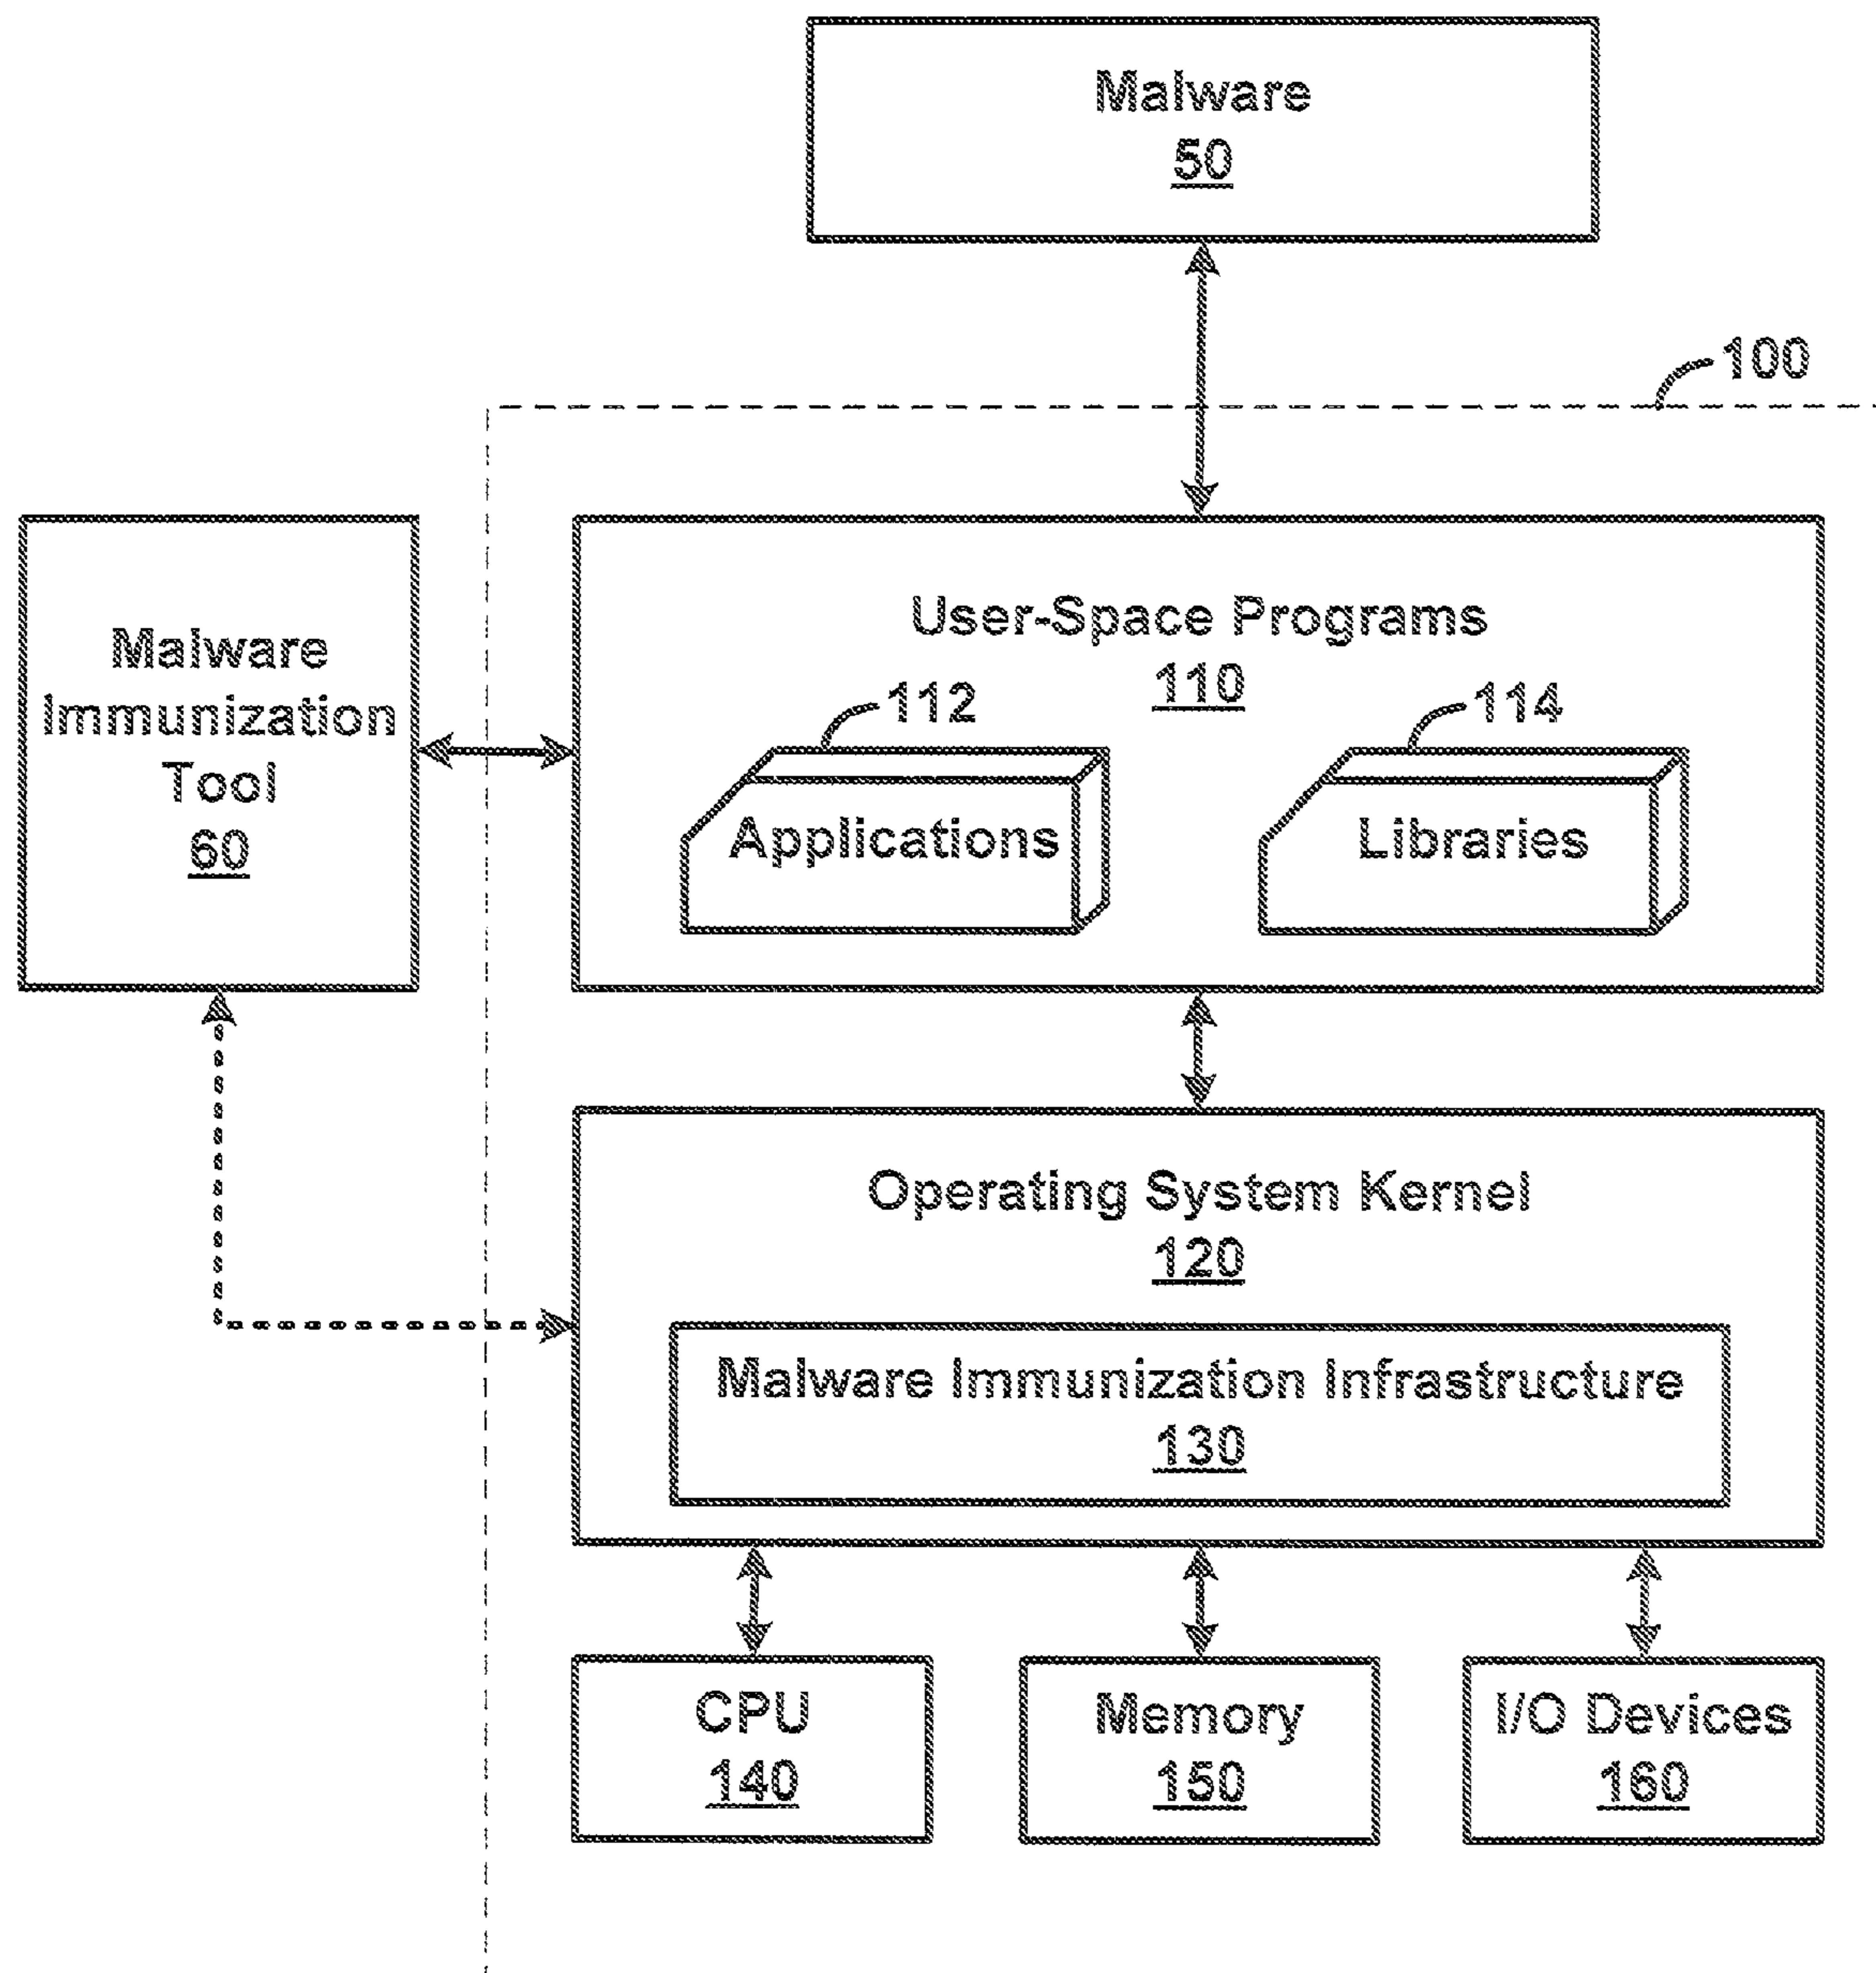 Malware
50
100
Malware
Immunization
Tool
60
User-Space Programs
110
112
114
Applications
Libraries
Operating System Kernel
120
Malware Immunization Infrastructure
130
CPU
140
Memory
150
I/O Devices
160